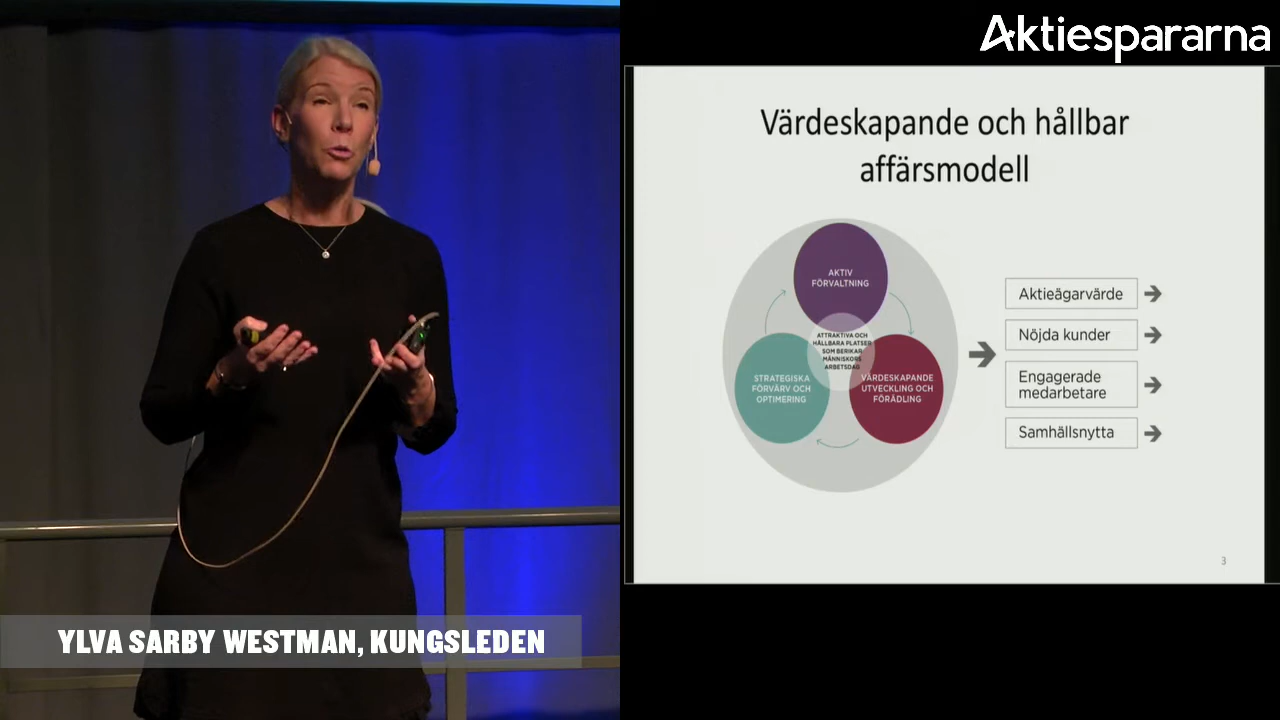 Aktiespararna
Värdeskapande och hållbar
affärsmodell
AKTIV
FÖRVALTNING
ATTRAKTIVA OCH
HÅLLBARA PLATSER
SOM BERIKAR
MÄNNISKORS
ARBETSDAG
STRATEGISKA
FÖRVÄRV OCH
OPTIMERING
VÄRDESKAPANDE
UTVECKLING OCH
FÖRÄDLING
Aktieägarvärde
Nöjda kunder
Engagerade
medarbetare
Samhällsnytta
3
YLVA SARBY WESTMAN, KUNGSLEDEN